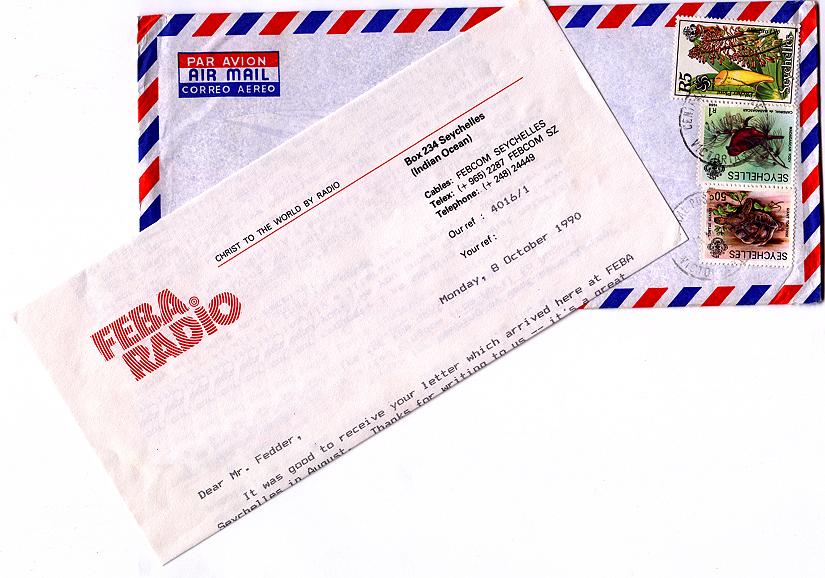 PAR AVION
AIR MAIL
CORREO AEREO
R5
Pitcher Plant
Seychelles
R1
SEYCHELLES
50c
SEYCHELLES
CHRIST TO THE WORLD BY RADIO
Box 234 Seychelles
(Indian Ocean)
Cables: FEBCOM SEYCHELLES
Telex: (+ 965) 2287 FEBCOM SZ
Telephone: (+ 248) 24449
Our ref : 4016/1
Your ref :
FEBA
RADIO
Monday, 8 October 1990
Dear Mr. Fedder,
It was good to receive your letter which arrived here at FEBA
Seychelles in August. Thanks for writing to us -- it's a great